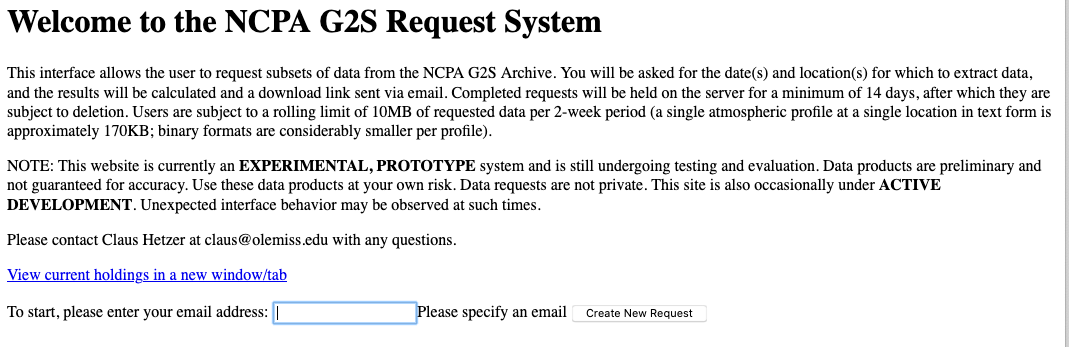 Welcome to the NCPA G2S Request System
This interface allows the user to request subsets of data from the NCPA G2S Archive. You will be asked for the date(s) and location(s) for which to extract data,
and the results will be calculated and a download link sent via email. Completed requests will be held on the server for a minimum of 14 days, after which they are
subject to deletion. Users are subject to a rolling limit of 10MB of requested data per 2-week period (a single atmospheric profile at a single location in text form is
approximately 170KB; binary formats are considerably smaller per profile).
NOTE: This website is currently an EXPERIMENTAL, PROTOTYPE system and is still undergoing testing and evaluation. Data products are preliminary and
not guaranteed for accuracy. Use these data products at your own risk. Data requests are not private. This site is also occasionally under ACTIVE
DEVELOPMENT. Unexpected interface behavior may be observed at such times.
Please contact Claus Hetzer at claus@olemiss.edu with any questions.
View current holdings in a new window/tab
To start, please enter your email address: Please specify an email Create New Request